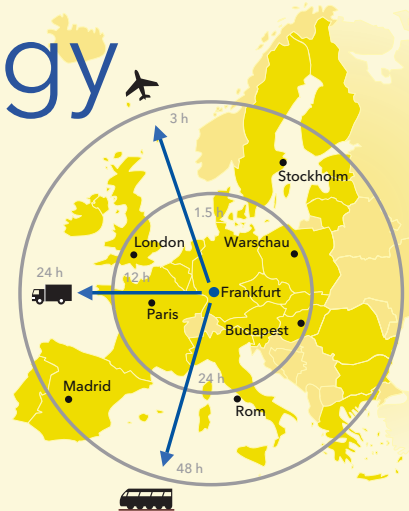 gy
3 h
Stockholm
1.5 h
London
Warschau
24 h
12 h
Frankfurt
Paris
Budapest
24 h
Madrid
Rom
48 h